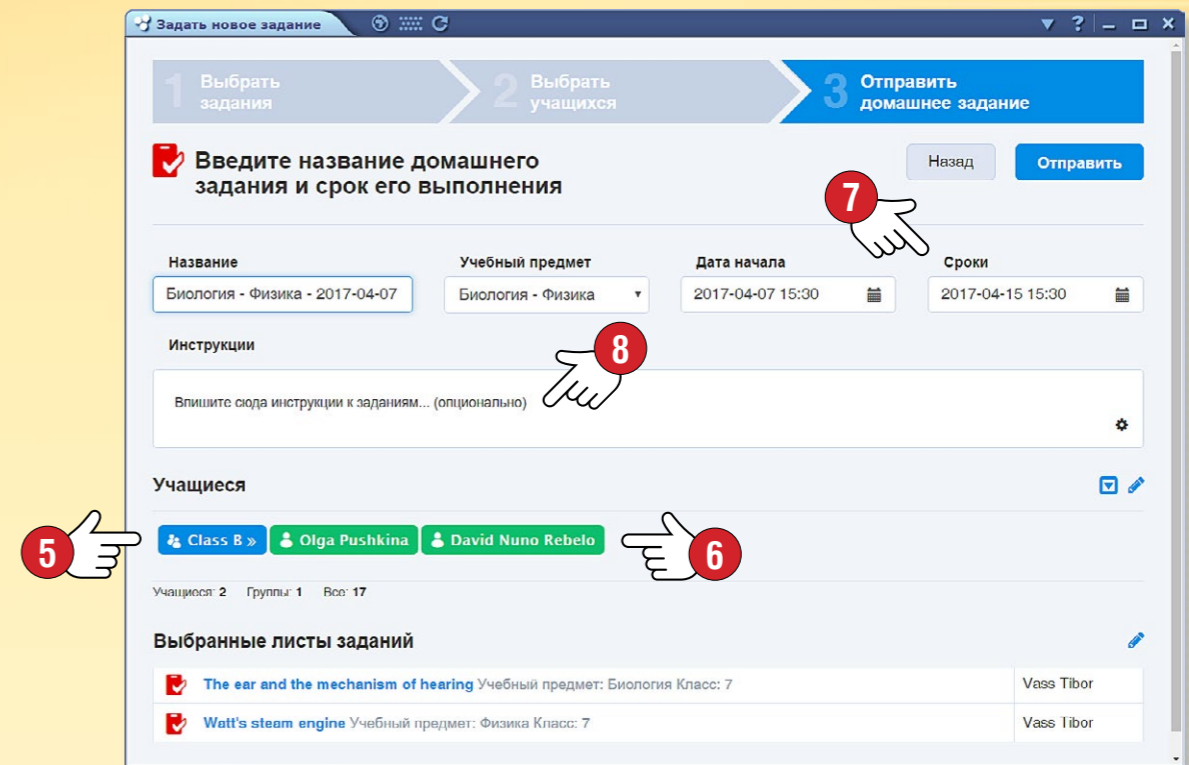 Задать новое задание
?
1 Выбрать
задания
2 Выбрать
учащихся
3 Отправить
домашнее задание
Введите название домашнего
задания и срок его выполнения
Назад
Отправить
7
Название
Учебный предмет
Дата начала
Сроки
Биология - Физика - 2017-04-07
Биология - Физика
2017-04-07 15:30
2017-04-15 15:30
8
Инструкции
Впишите сюда инструкции к заданиям... (опционально)
Учащиеся
5
Class B »
Olga Pushkina
David Nuno Rebelo
6
Учащиеся: 2 Группы: 1 Все: 17
Выбранные листы заданий
The ear and the mechanism of hearing Учебный предмет: Биология Класс: 7
Vass Tibor
Watt's steam engine Учебный предмет: Физика Класс: 7
Vass Tibor